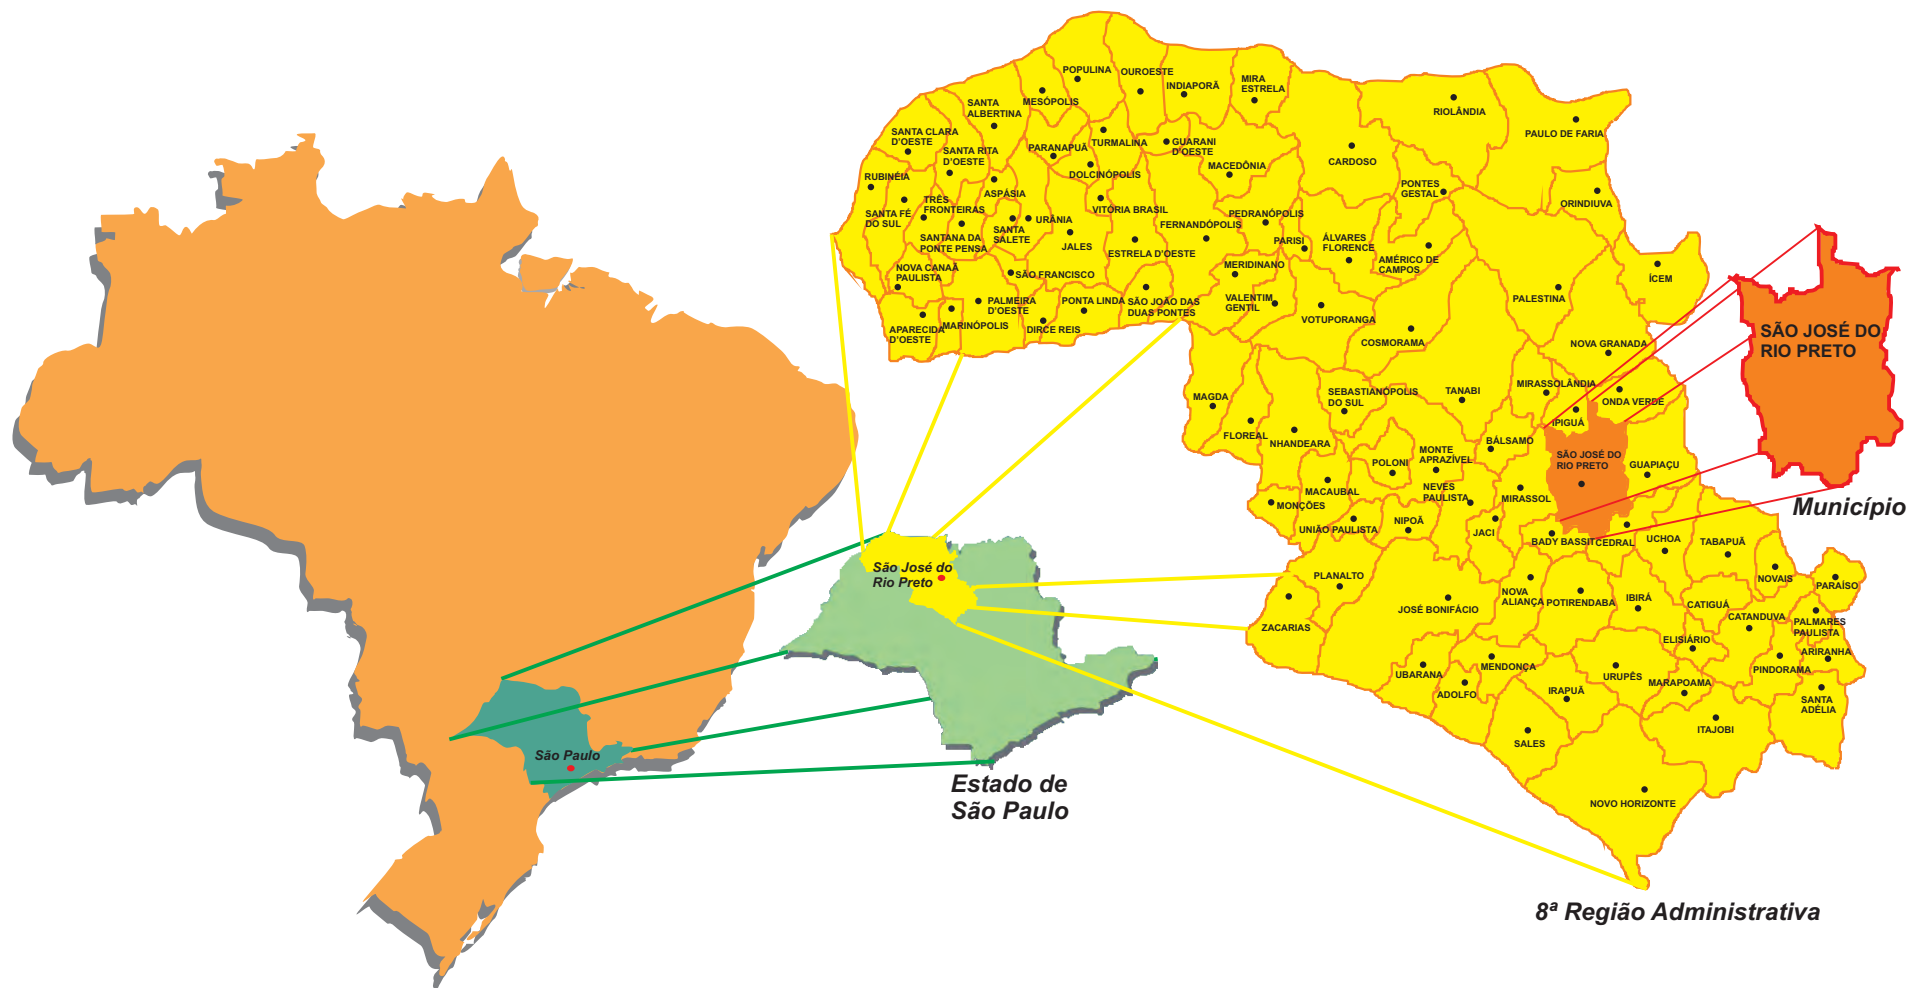 POPULINA
OUROESTE
MESÓPOLIS
INDIAPORÃ
MIRA
ESTRELA
RIOLÂNDIA
PAULO DE FARIA
SANTA
ALBERTINA
SANTA CLARA
D'OESTE
SANTA RITA
D'OESTE
PARANAPUÃ
TURMALINA
GUARANI
D'OESTE
MACEDÔNIA
CARDOSO
DOLCINÓPOLIS
RUBINÉIA
ASPÁSIA
PONTES
GESTAL
ORINDIUVA
SANTA FÉ
DO SUL
TRÊS
FRONTEIRAS
SANTANA DA
PONTE PENSA
SANTA
SALETE
URÂNIA
JALES
VITÓRIA BRASIL
FERNANDÓPOLIS
ESTRELA D'OESTE
PEDRANÓPOLIS
PARISI
ÁLVARES
FLORENCE
AMÉRICO DE
CAMPOS
ÍCEM
NOVA CANAÃ
PAULISTA
SÃO FRANCISCO
MERIDINANO
PALESTINA
PALMEIRA
D'OESTE
PONTA LINDA
SÃO JOÃO DAS
DUAS PONTES
VALENTIM
GENTIL
VOTUPORANGA
APARECIDA
D'OESTE
MARINÓPOLIS
DIRCE REIS
COSMORAMA
NOVA GRANADA
SÃO JOSÉ DO
RIO PRETO
MAGDA
SEBASTIANÓPOLIS
DO SUL
TANABI
MIRASSOLÂNDIA
ONDA VERDE
FLOREAL
NHANDEARA
IPIGUÁ
BÁLSAMO
POLONI
MONTE
APRAZÍVEL
SÃO JOSÉ DO
RIO PRETO
GUAPIAÇU
MACAUBAL
NEVES
PAULISTA
MIRASSOL
MONÇÕES
Município
UNIÃO PAULISTA
NIPOÃ
JACI
BADY BASSIT
CEDRAL
UCHOA
TABAPUÃ
São José do
Rio Preto
PLANALTO
NOVAIS
PARAÍSO
ZACARIAS
JOSÉ BONIFÁCIO
NOVA
ALIANÇA
POTIRENDABA
IBIRÁ
CATIGUÁ
CATANDUVA
PALMARES
PAULISTA
ELISIÁRIO
ARIRANHA
UBARANA
MENDONÇA
ADOLFO
IRAPUÃ
URUPÊS
MARAPOAMA
PINDORAMA
SANTA
ADÉLIA
SALES
ITAJOBI
São Paulo
Estado de
São Paulo
NOVO HORIZONTE
8ª Região Administrativa